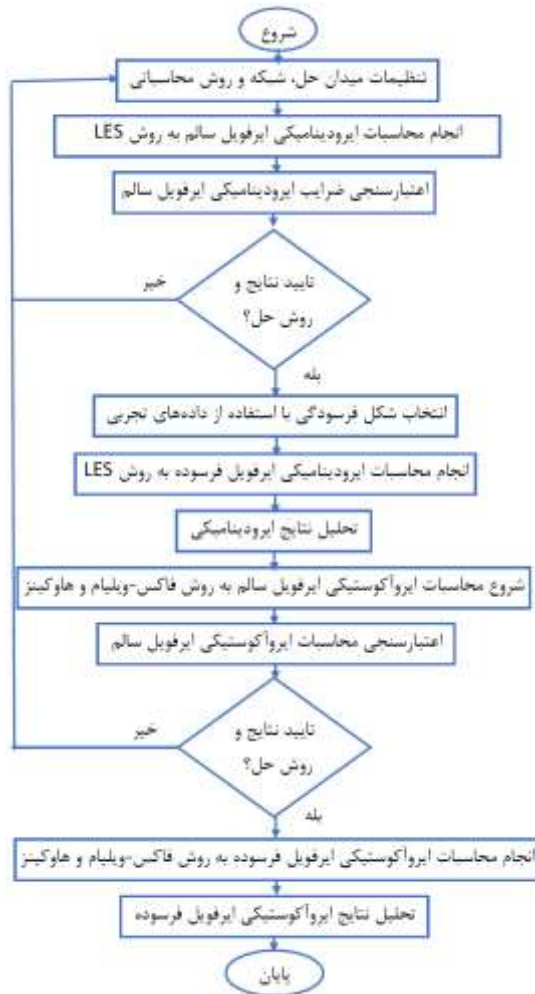 شروع
تنظیمات میدان حل، شبکه و روش محاسباتی
انجام محاسبات ایرودینامیکی ایرفویل سالم به روش LES
اعتبارسنجی ضرایب ایرودینامیکی ایرفویل سالم
تایید نتایج و
روش حل؟
خیر
بله
انتخاب شکل فرسودگی با استفاده از داده‌های تجربی
انجام محاسبات ایرودینامیکی ایرفویل فرسوده به روش LES
تحلیل نتایج ایرودینامیکی
شروع محاسبات ایروآکوستیکی ایرفویل سالم به روش فاکس-ویلیام و هاوکینز
اعتبارسنجی محاسبات ایروآکوستیکی ایرفویل سالم
تایید نتایج و
روش حل؟
خیر
بله
انجام محاسبات ایروآکوستیکی ایرفویل فرسوده به روش فاکس-ویلیام و هاوکینز
تحلیل نتایج ایروآکوستیکی ایرفویل فرسوده
پایان